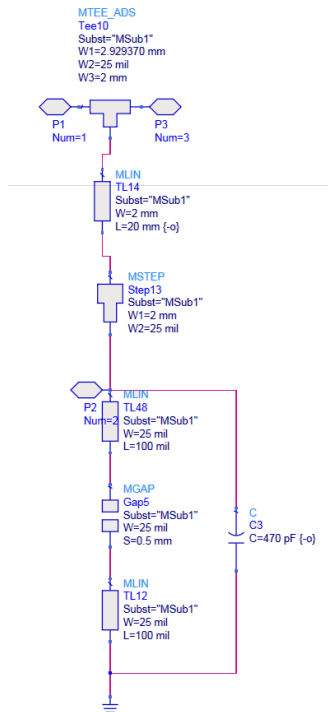 MTEE_ADS
Tee10
Subst="MSub1"
W1=2.929370 mm
W2=25 mil
W3=2 mm
P1
Num=1
P3
Num=3
MLIN
TL14
Subst="MSub1"
W=2 mm
L=20 mm {-o}
MSTEP
Step13
Subst="MSub1"
W1=2 mm
W2=25 mil
P2
Num=2
MLIN
TL48
Subst="MSub1"
W=25 mil
L=100 mil
MGAP
Gap5
Subst="MSub1"
W=25 mil
S=0.5 mm
C
C3
C=470 pF {-o}
MLIN
TL12
Subst="MSub1"
W=25 mil
L=100 mil